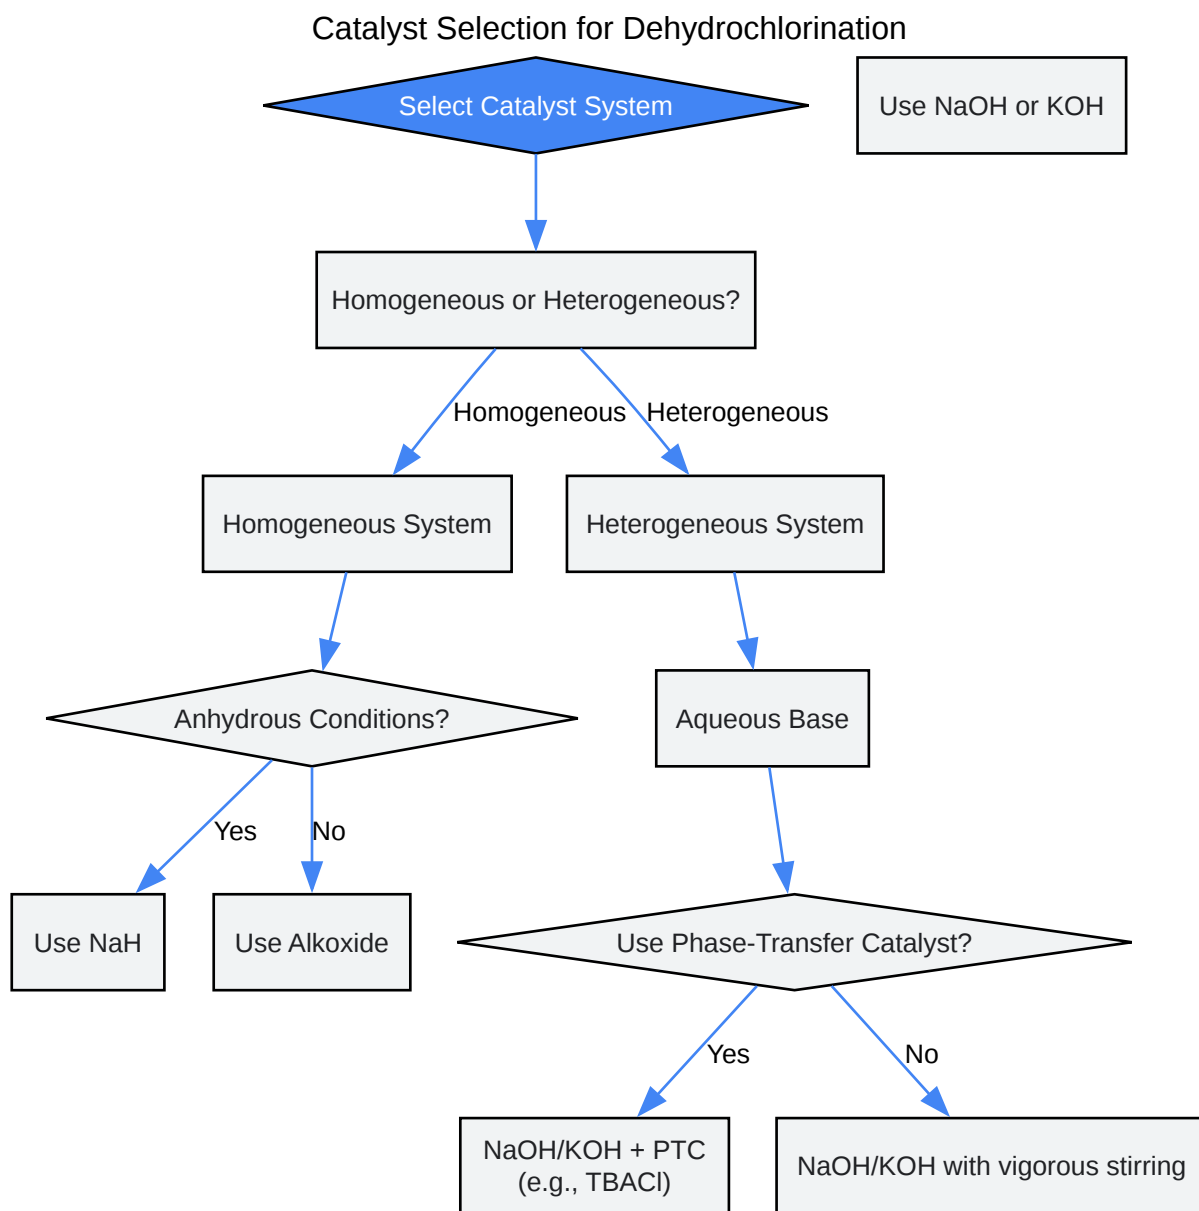 Catalyst Selection for Dehydrochlorination
Select Catalyst System
Use NaOH or KOH
Homogeneous or Heterogeneous?
Homogeneous
Heterogeneous
Homogeneous System
Heterogeneous System
Anhydrous Conditions?
Aqueous Base
Yes
No
Use NaH
Use Alkoxide
Use Phase-Transfer Catalyst?
Yes
No
NaOH/KOH + PTC
(e.g., TBACl)
NaOH/KOH with vigorous stirring